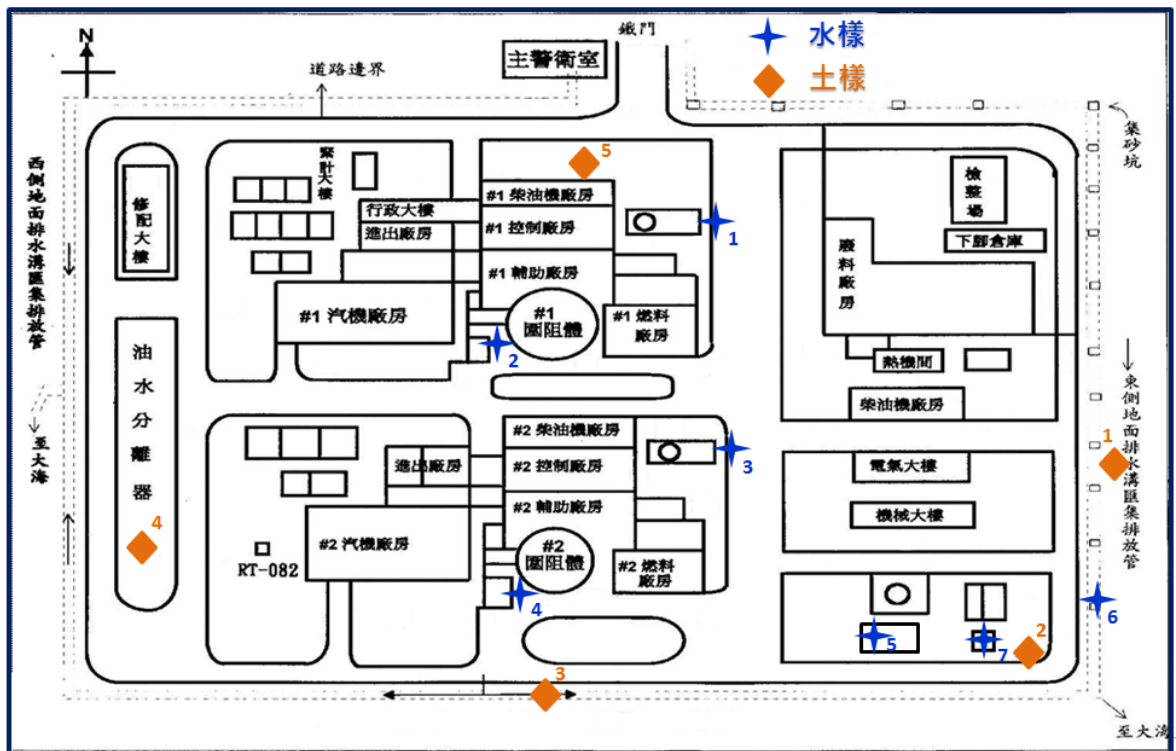 鐵門
水樣
N
主警衛室
土樣
道路邊界
集砂坑
西側地面排水溝匯集排放管
緊計大樓
5
#1 柴油機廠房
檢整場
修配大樓
行政大樓
#1 控制廠房
1
進出廠房
下腳倉庫
廢料廠房
#1 輔助廠房
#1 汽機廠房
#1
圍阻體
#1 燃料
廠房
2
油水分離器
熱機間
東側地面排水溝匯集排放管
柴油機廠房
#2 柴油機廠房
1
至大海
進出廠房
#2 控制廠房
3
電氣大樓
#2 輔助廠房
機械大樓
4
#2 汽機廠房
#2
圍阻體
RT-082
#2 燃料
廠房
4
6
5
7
2
3
至大海